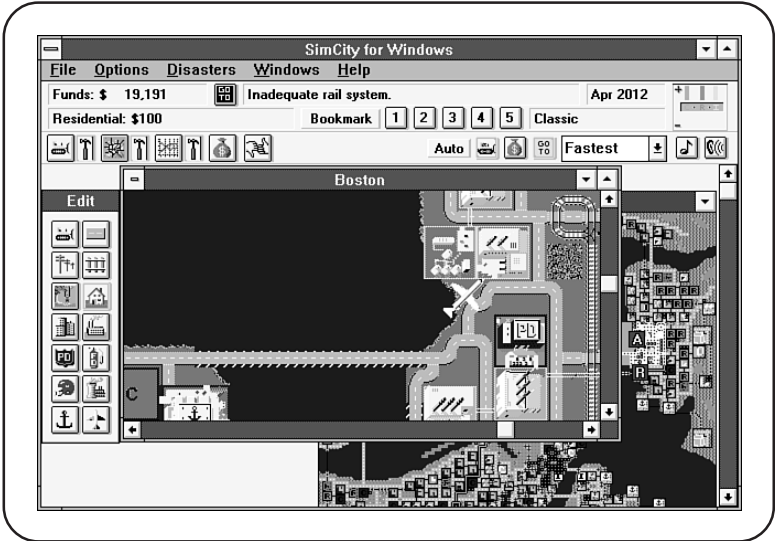 SimCity for Windows
File Options Disasters Windows Help
Funds: $ 19,191 GO TO Inadequate rail system. Apr 2012
Residential: $100 Bookmark 1 2 3 4 5 Classic
Auto GO TO Fastest
Boston
Edit
PD
C
A
R